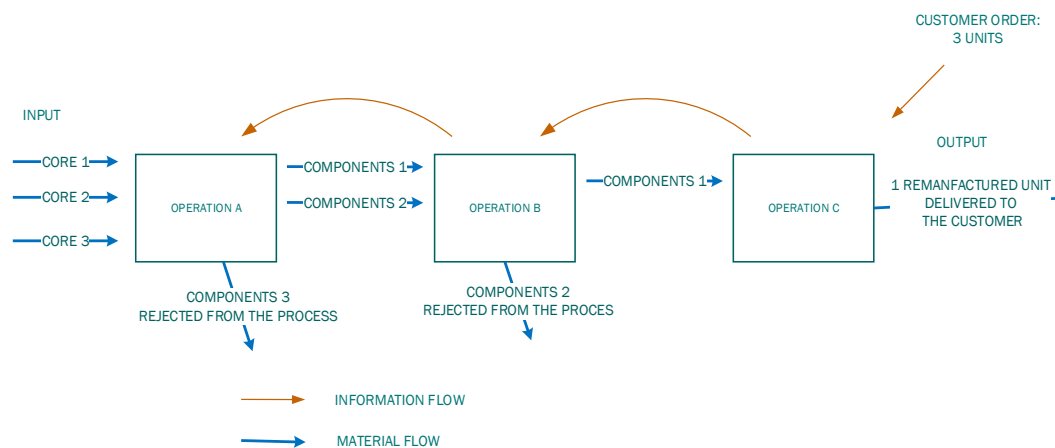 CUSTOMER ORDER:
3 UNITS
INPUT
OUTPUT
CORE 1
CORE 2
CORE 3
OPERATION A
COMPONENTS 1
COMPONENTS 2
OPERATION B
COMPONENTS 1
OPERATION C
1 REMANFACTURED UNIT
DELIVERED TO
THE CUSTOMER
COMPONENTS 3
REJECTED FROM THE PROCESS
COMPONENTS 2
REJECTED FROM THE PROCES
INFORMATION FLOW
MATERIAL FLOW